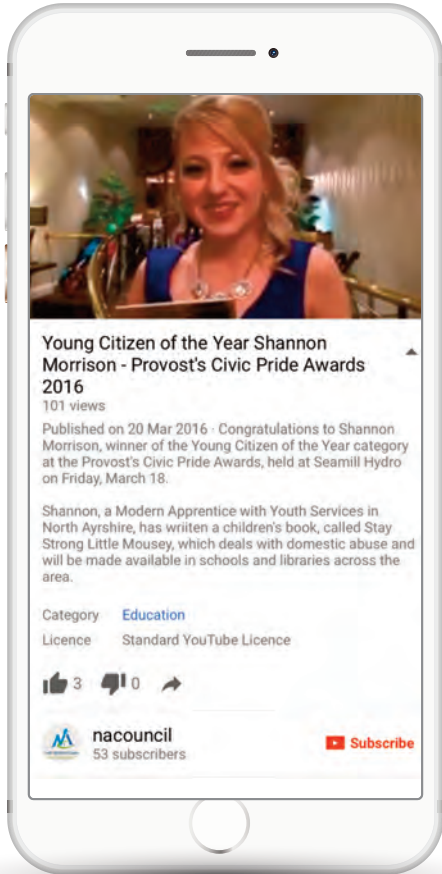 Young Citizen of the Year Shannon
Morrison - Provost's Civic Pride Awards
2016
101 views
Published on 20 Mar 2016 · Congratulations to Shannon
Morrison, winner of the Young Citizen of the Year category
at the Provost's Civic Pride Awards, held at Seamill Hydro
on Friday, March 18.
Shannon, a Modern Apprentice with Youth Services in
North Ayrshire, has wriiten a children's book, called Stay
Strong Little Mousey, which deals with domestic abuse and
will be made available in schools and libraries across the
area.
Category Education
Licence Standard YouTube Licence
3 0
nacouncil
53 subscribers
Subscribe